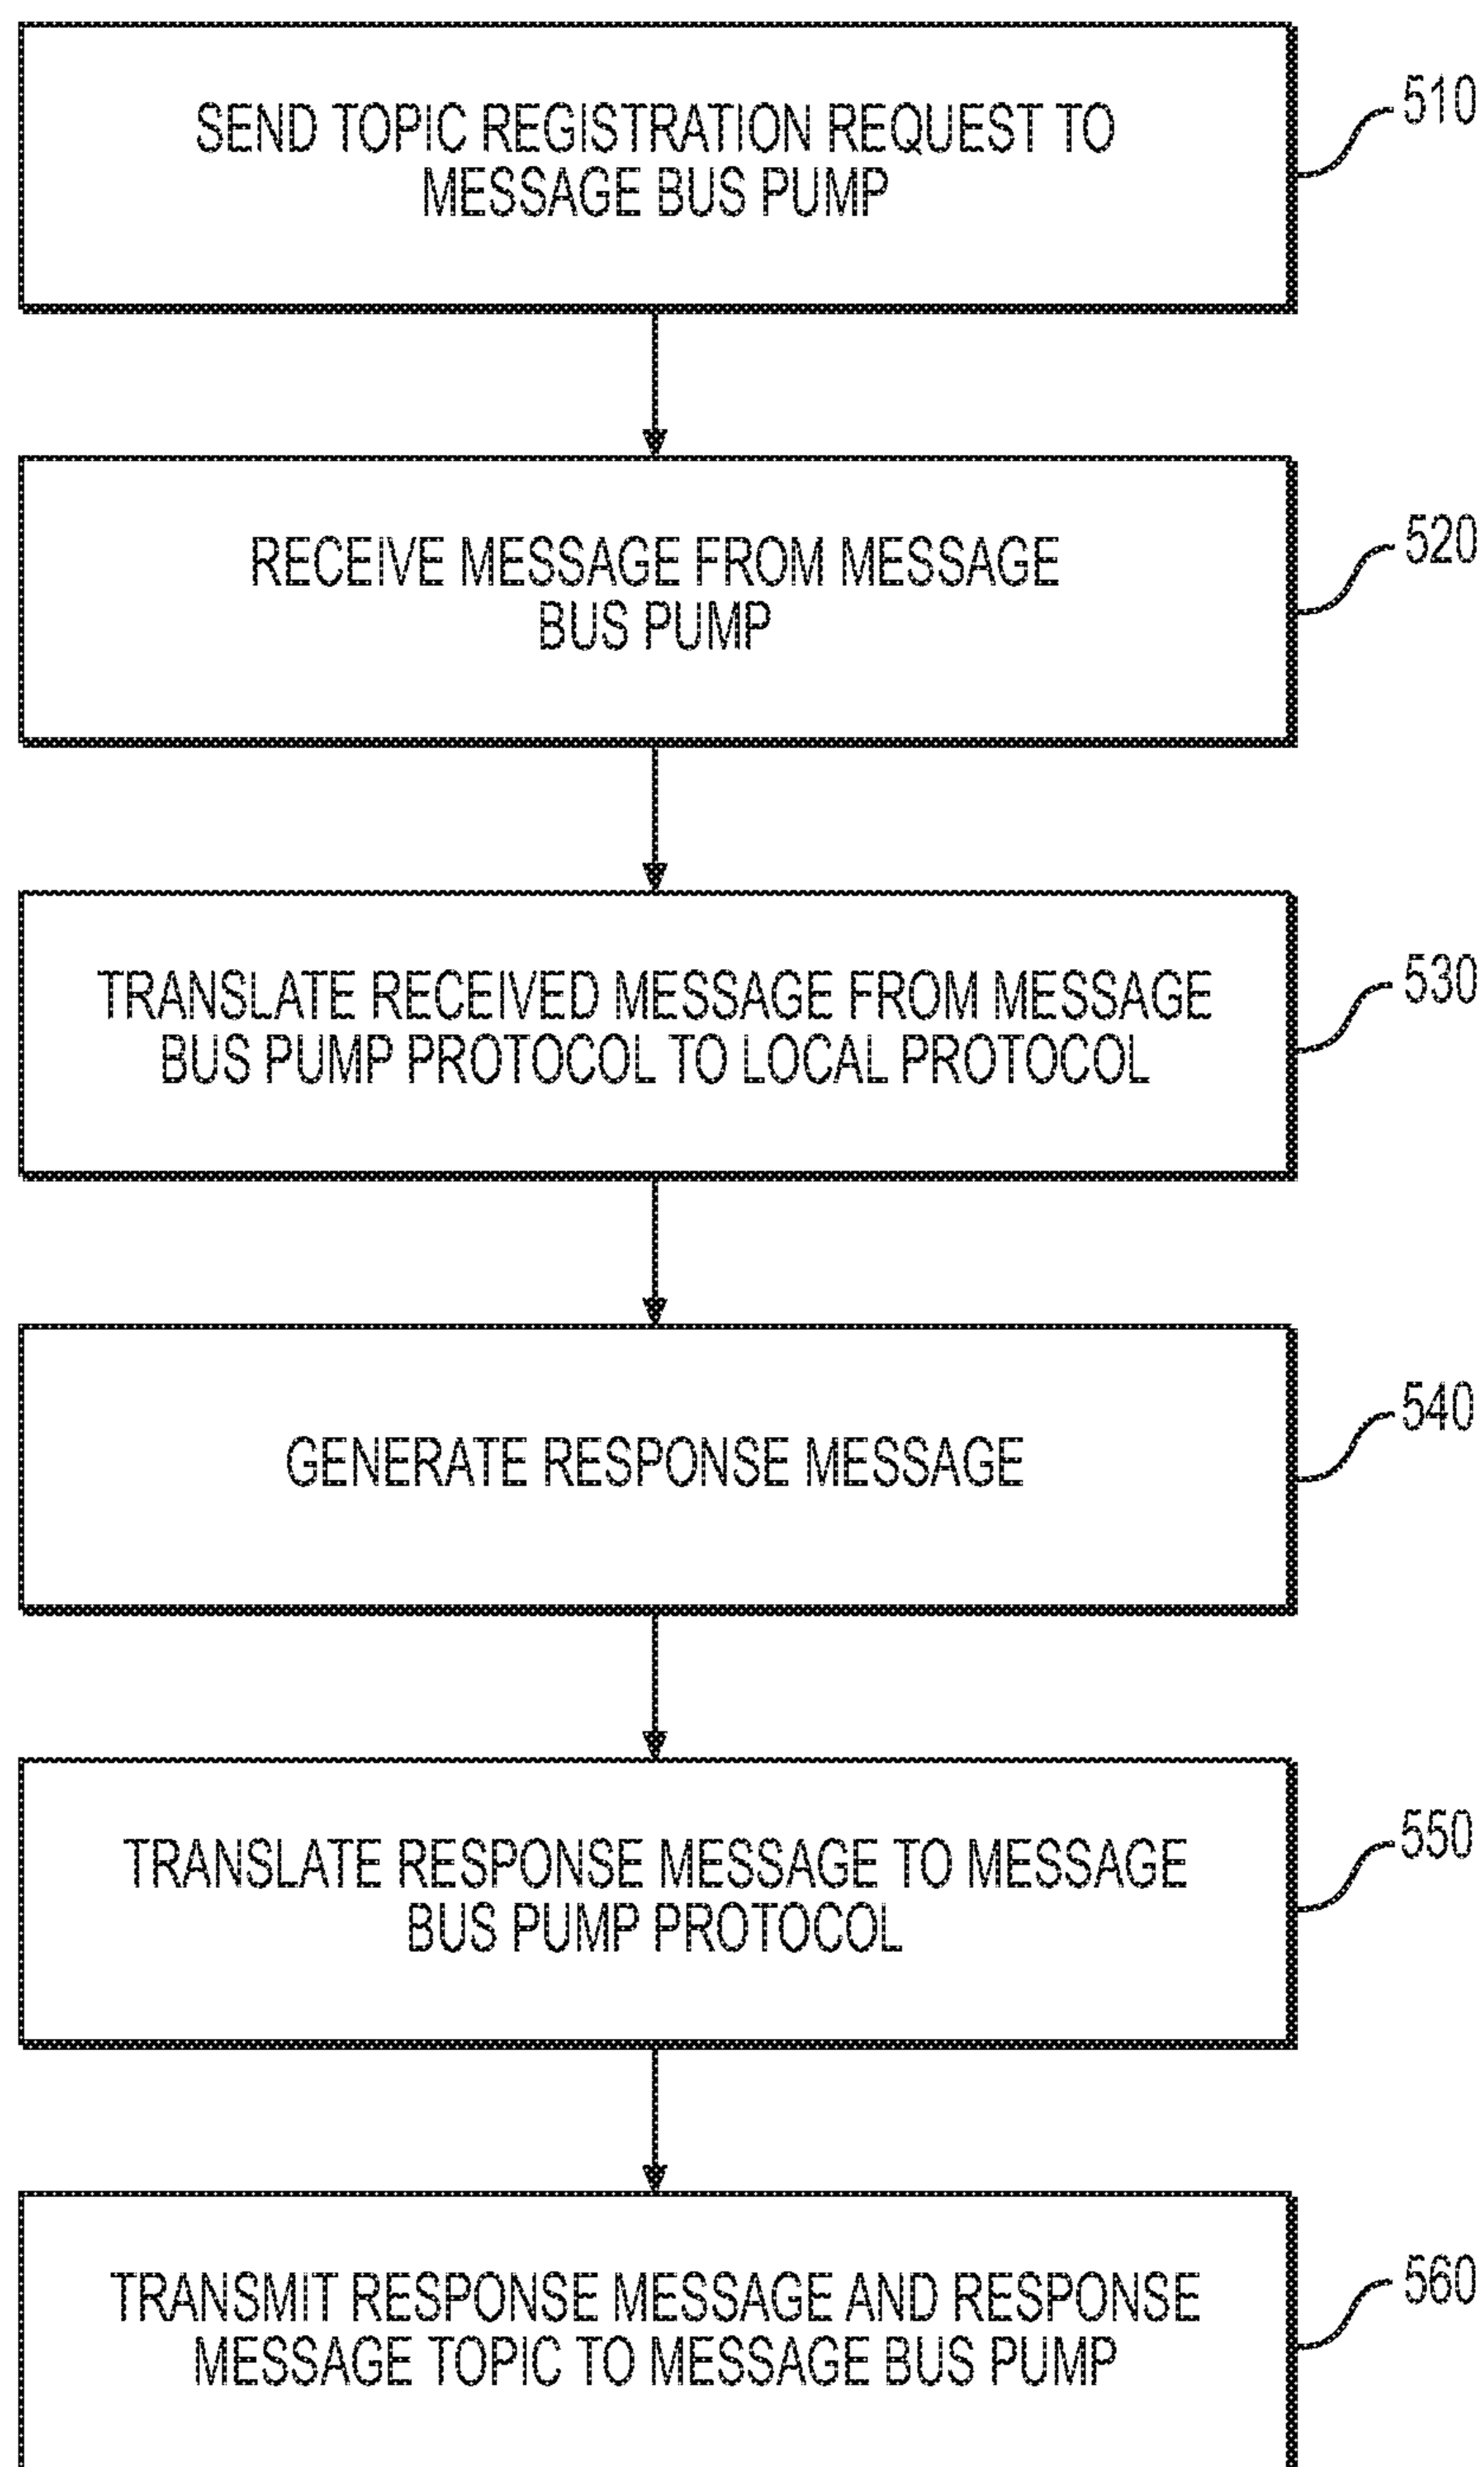 SEND TOPIC REGISTRATION REQUEST TO
MESSAGE BUS PUMP
510
RECEIVE MESSAGE FROM MESSAGE
BUS PUMP
520
TRANSLATE RECEIVED MESSAGE FROM MESSAGE
BUS PUMP PROTOCOL TO LOCAL PROTOCOL
530
GENERATE RESPONSE MESSAGE
540
TRANSLATE RESPONSE MESSAGE TO MESSAGE
BUS PUMP PROTOCOL
550
TRANSMIT RESPONSE MESSAGE AND RESPONSE
MESSAGE TOPIC TO MESSAGE BUS PUMP
560